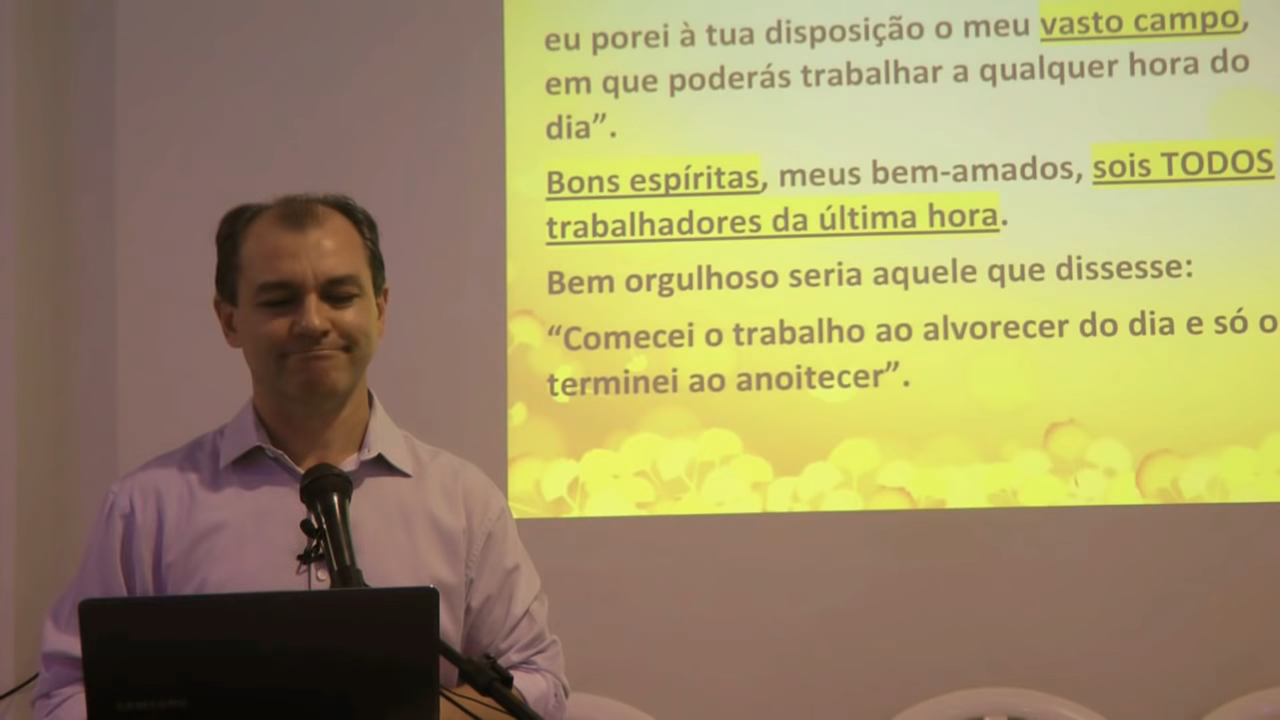 eu porei à tua disposição o meu vasto campo,
em que poderás trabalhar a qualquer hora do
dia”.
Bons espíritas, meus bem-amados, sois TODOS
trabalhadores da última hora.
Bem orgulhoso seria aquele que dissesse:
“Comecei o trabalho ao alvorecer do dia e só o
terminei ao anoitecer”.
SAMSUNG